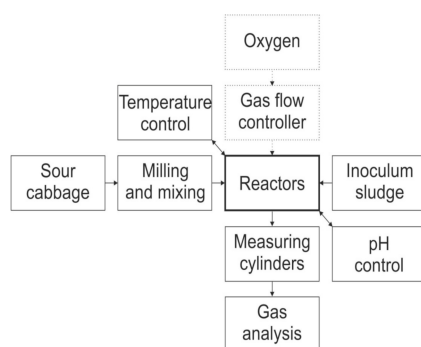 Oxygen
Temperature
control
Gas flow
controller
Sour
cabbage
Milling
and mixing
Reactors
Inoculum
sludge
Measuring
cylinders
pH
control
Gas
analysis